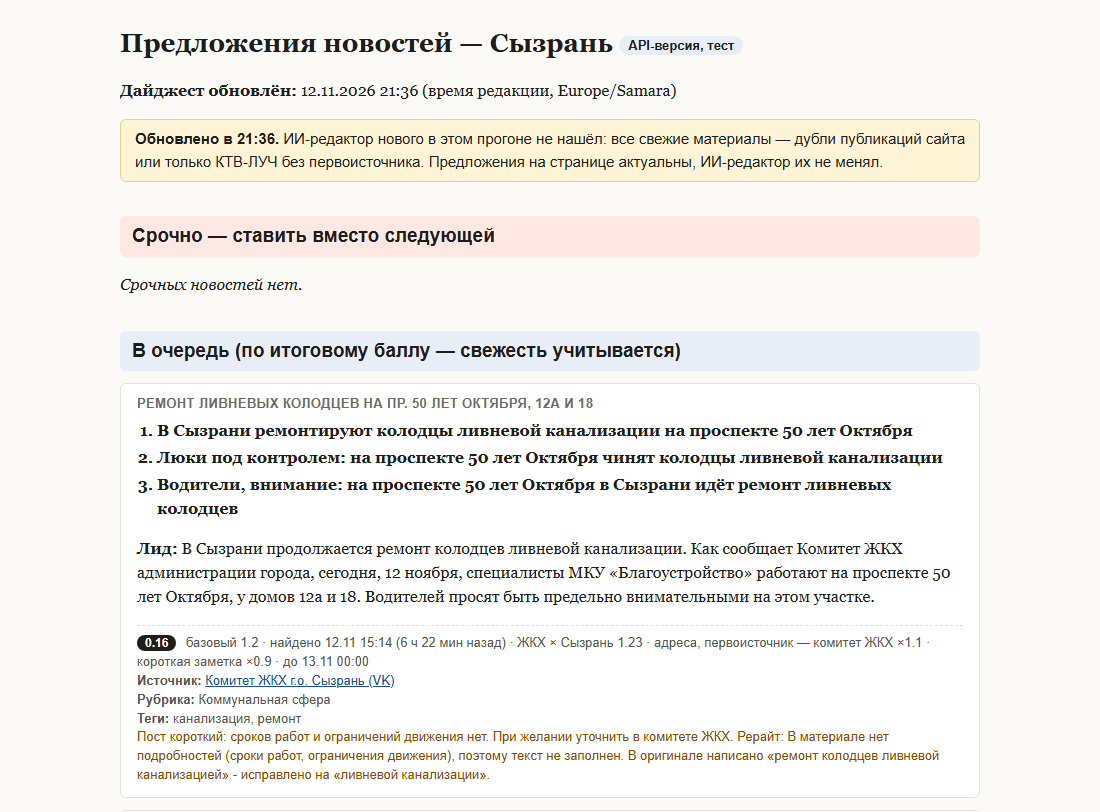 Предложения новостей — Сызрань API-версия, тест
Дайджест обновлён: 12.11.2026 21:36 (время редакции, Europe/Samara)
Обновлено в 21:36. ИИ-редактор нового в этом прогоне не нашёл: все свежие материалы — дубли публикаций сайта
или только КТВ-ЛУЧ без первоисточника. Предложения на странице актуальны, ИИ-редактор их не менял.
Срочно — ставить вместо следующей
Срочных новостей нет.
В очередь (по итоговому баллу — свежесть учитывается)
РЕМОНТ ЛИВНЕВЫХ КОЛОДЦЕВ НА ПР. 50 ЛЕТ ОКТЯБРЯ, 12А И 18
1. В Сызрани ремонтируют колодцы ливневой канализации на проспекте 50 лет Октября
2. Люки под контролем: на проспекте 50 лет Октября чинят колодцы ливневой канализации
3. Водители, внимание: на проспекте 50 лет Октября в Сызрани идёт ремонт ливневых
колодцев
Лид: В Сызрани продолжается ремонт колодцев ливневой канализации. Как сообщает Комитет ЖКХ
администрации города, сегодня, 12 ноября, специалисты МКУ «Благоустройство» работают на проспекте 50
лет Октября, у домов 12а и 18. Водителей просят быть предельно внимательными на этом участке.
0.16 базовый 1.2 · найдено 12.11 15:14 (6 ч 22 мин назад) · ЖКХ × Сызрань 1.23 · адреса, первоисточник — комитет ЖКХ ×1.1 ·
короткая заметка ×0.9 · до 13.11 00:00
Источник: Комитет ЖКХ г.о. Сызрань (VK)
Рубрика: Коммунальная сфера
Теги: канализация, ремонт
Пост короткий: сроков работ и ограничений движения нет. При желании уточнить в комитете ЖКХ. Рерайт: В материале нет
подробностей (сроки работ, ограничения движения), поэтому текст не заполнен. В оригинале написано «ремонт колодцев ливневой
канализацией» - исправлено на «ливневой канализации».